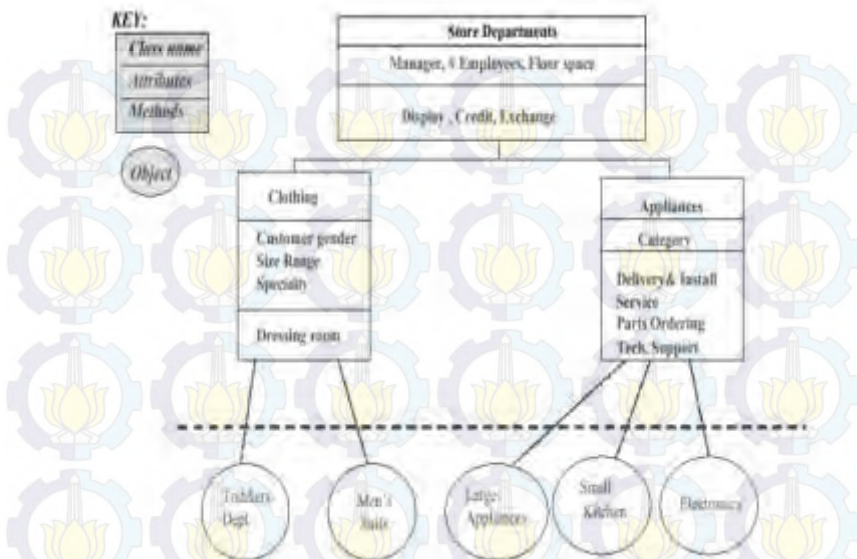 KEY:
Class name
Attributes
Methods
Object
Store Departments
Manager, # Employees, Floor space
Display , Credit, Exchange
Clothing
Customer gender
Size Range
Specialty
Dressing room
Appliances
Category
Delivery& Install
Service
Parts Ordering
Tech. Support
Toddlers
Dept.
Men's
Suits
Large
Appliances
Small
Kitchen
Electronics